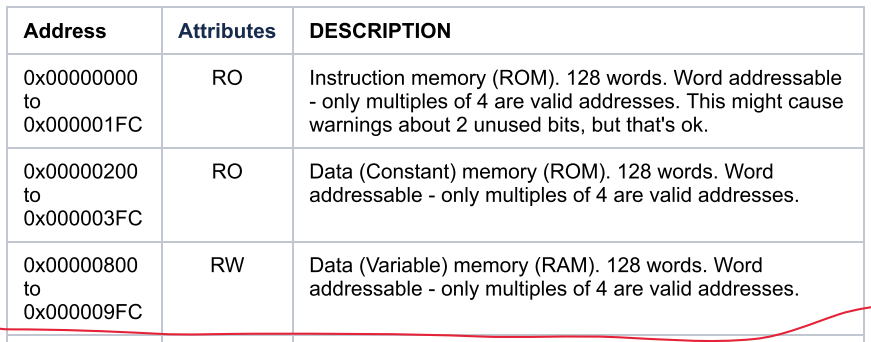 Address Attributes DESCRIPTION
0x00000000 RO Instruction memory (ROM). 128 words. Word addressable
to - only multiples of 4 are valid addresses. This might cause
0x000001FC warnings about 2 unused bits, but that's ok.
0x00000200 RO Data (Constant) memory (ROM). 128 words. Word
to addressable - only multiples of 4 are valid addresses.
0x000003FC
0x00000800 RW Data (Variable) memory (RAM). 128 words. Word
to addressable - only multiples of 4 are valid addresses.
0x000009FC